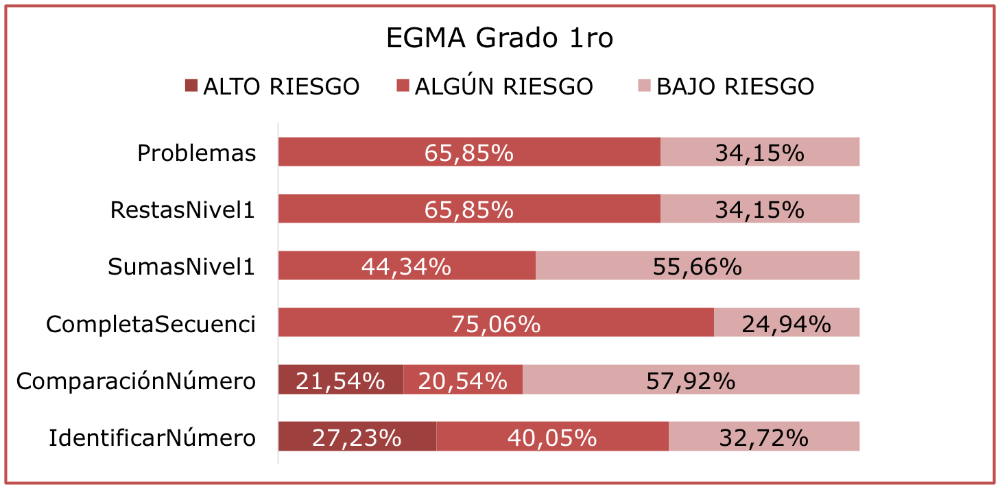 EGMA Grado 1ro
ALTO RIESGO ALGÚN RIESGO BAJO RIESGO
Problemas 65,85% 34,15%
RestasNivel1 65,85% 34,15%
SumasNivel1 44,34% 55,66%
CompletaSecuenci 75,06% 24,94%
ComparaciónNúmero 21,54% 20,54% 57,92%
IdentificarNúmero 27,23% 40,05% 32,72%